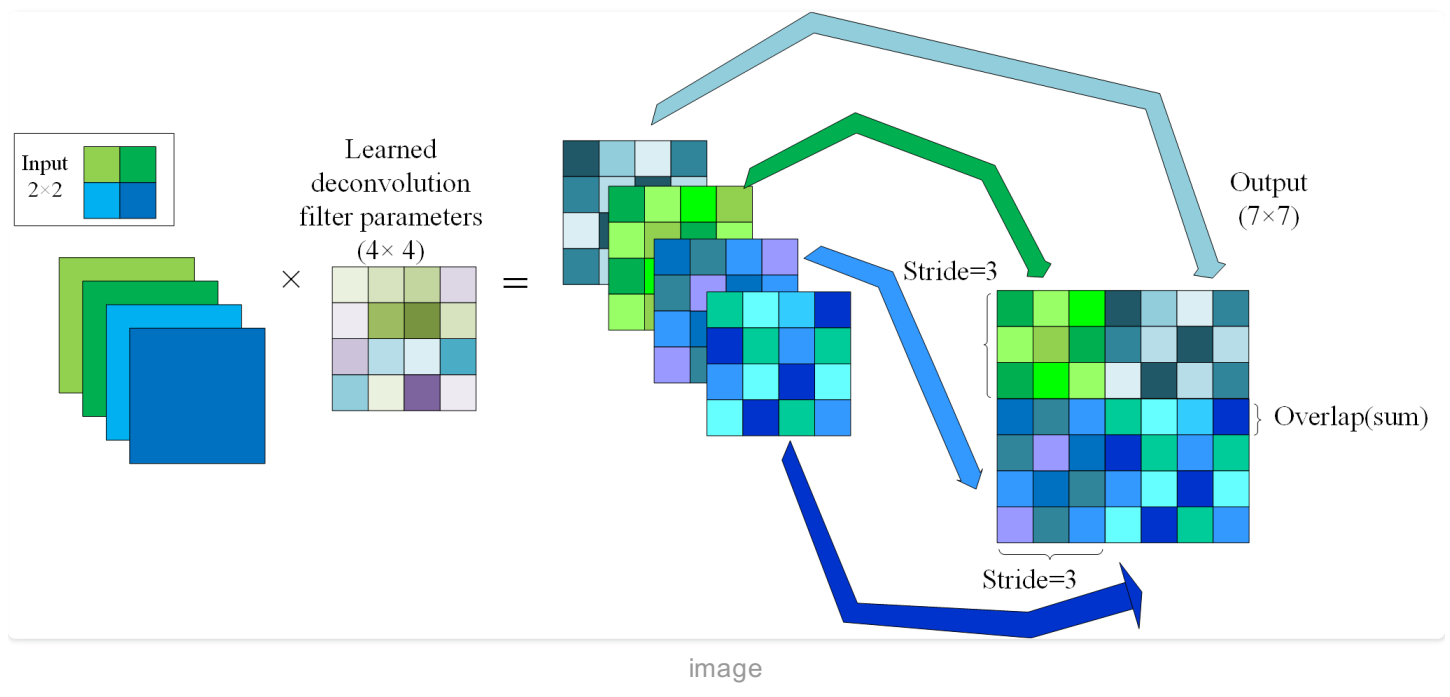 Input
2×2
Learned
deconvolution
filter parameters
(4× 4)
×
=
Stride=3
Output
(7×7)
Overlap(sum)
Stride=3
image